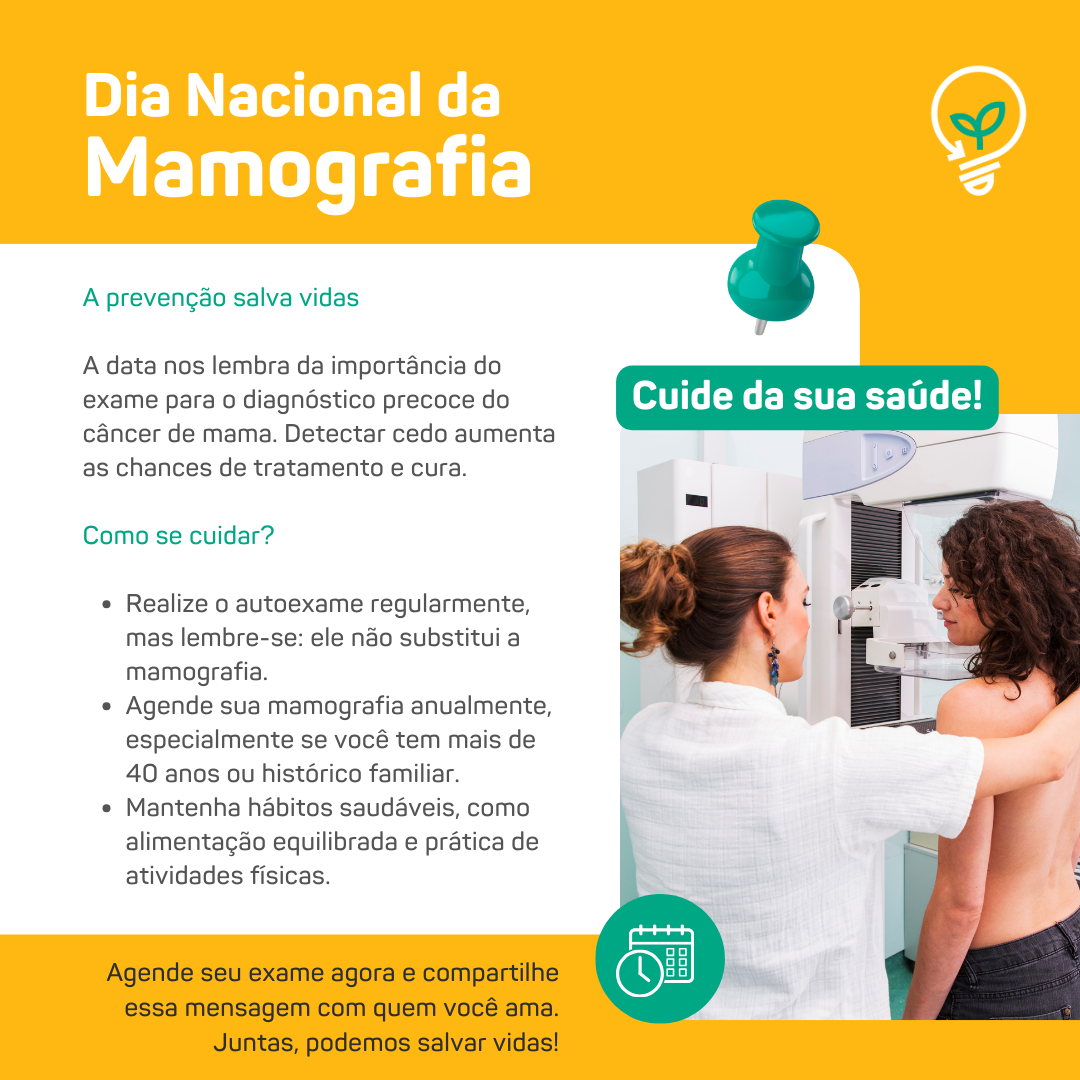 Dia Nacional da
Mamografia
A prevenção salva vidas
A data nos lembra da importância do
exame para o diagnóstico precoce do
câncer de mama. Detectar cedo aumenta
as chances de tratamento e cura.
Como se cuidar?
• Realize o autoexame regularmente,
mas lembre-se: ele não substitui a
mamografia.
• Agende sua mamografia anualmente,
especialmente se você tem mais de
40 anos ou histórico familiar.
• Mantenha hábitos saudáveis, como
alimentação equilibrada e prática de
atividades físicas.
Cuide da sua saúde!
Agende seu exame agora e compartilhe
essa mensagem com quem você ama.
Juntas, podemos salvar vidas!